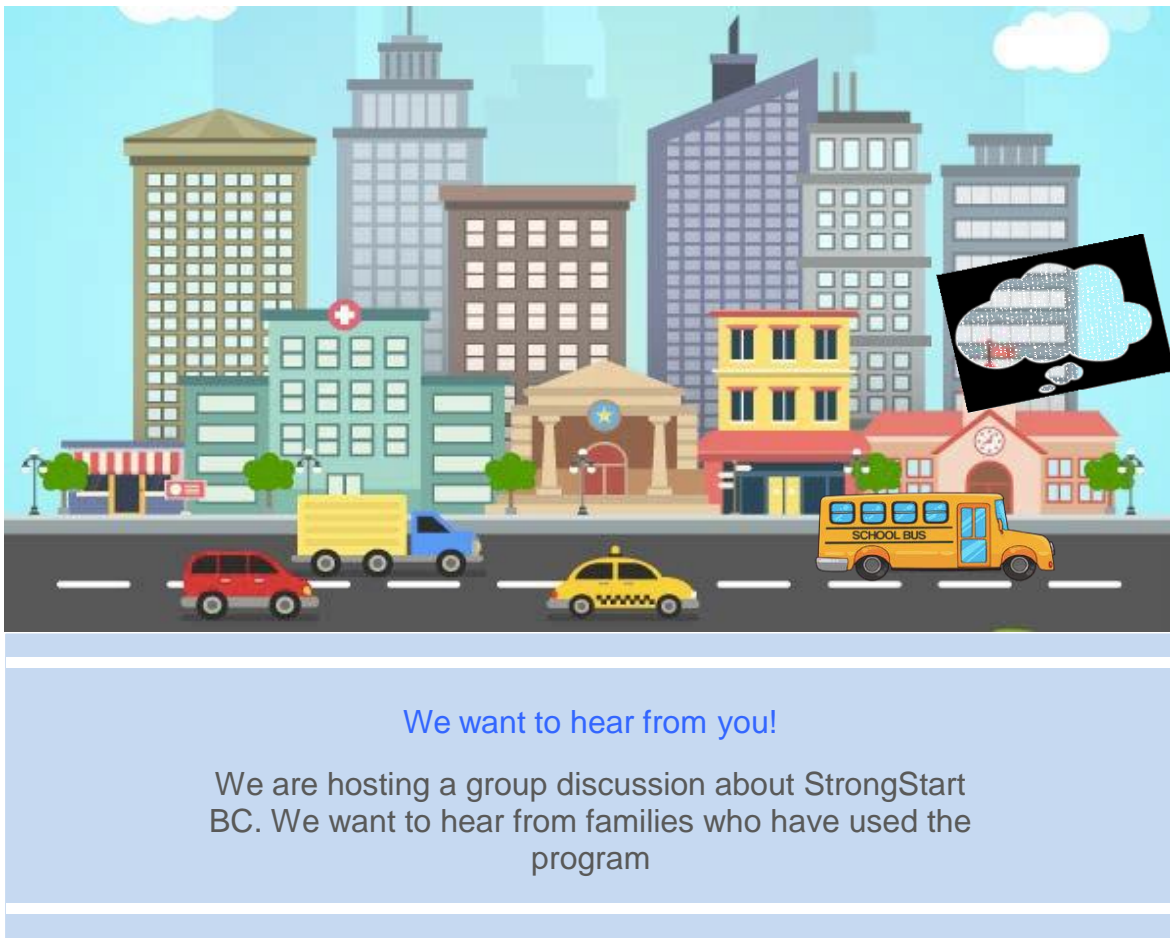 SCHOOL BUS
We want to hear from you!
We are hosting a group discussion about StrongStart
BC. We want to hear from families who have used the
program